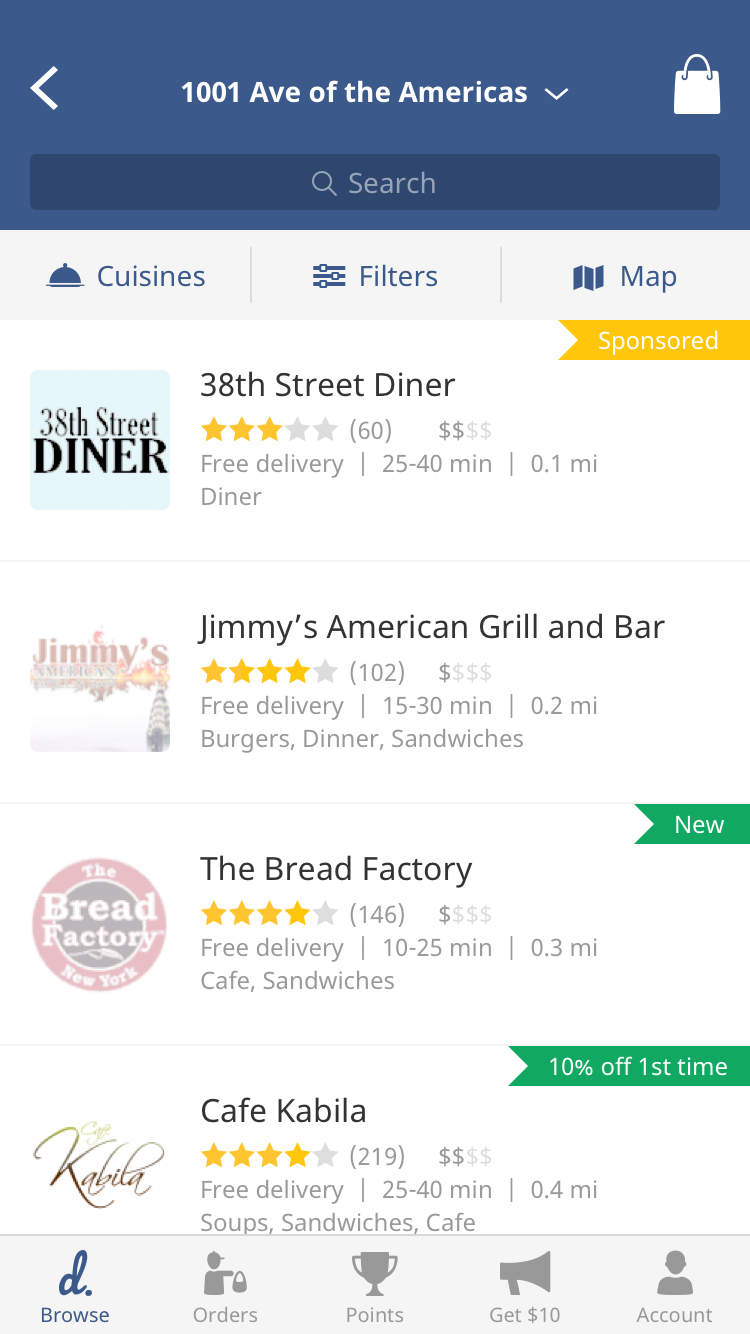 1001 Ave of the Americas
Search
Cuisines
Filters
Map
Sponsored
38th Street
DINER
38th Street Diner
(60) $$$$
Free delivery | 25-40 min | 0.1 mi
Diner
Jimmy's
AMERICAN
Jimmy’s American Grill and Bar
(102) $$$$
Free delivery | 15-30 min | 0.2 mi
Burgers, Dinner, Sandwiches
New
The
Bread
Factory
New York
The Bread Factory
(146) $$$$
Free delivery | 10-25 min | 0.3 mi
Cafe, Sandwiches
10% off 1st time
Café
Kabila
Cafe Kabila
(219) $$$$
Free delivery | 25-40 min | 0.4 mi
Soups, Sandwiches, Cafe
d.
Browse
Orders
Points
Get $10
Account